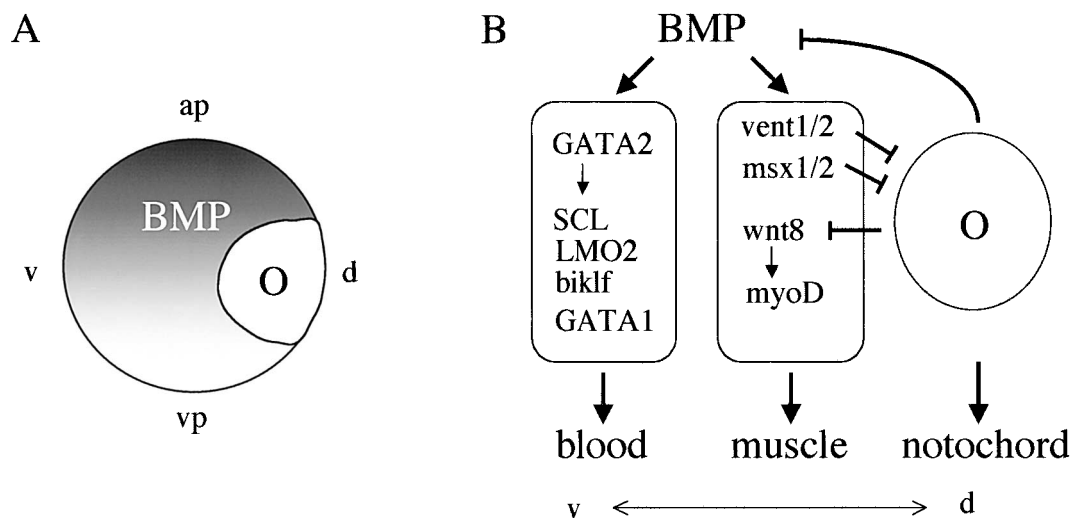 A
ap
BMP
v
O
d
vp
B
BMP
GATA2
SCL
LMO2
biklf
GATA1
vent1/2
msx1/2
wnt8
myoD
O
blood
muscle
notochord
v
d